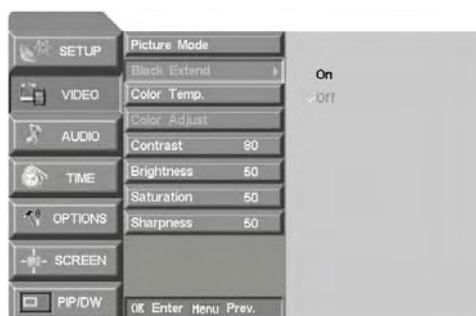 SETUP
VIDEO
AUDIO
TIME
OPTIONS
SCREEN
PIP/DW
Picture Mode
Black Extend
Color Temp.
Color Adjust
Contrast 80
Brightness 50
Saturation 50
Sharpness 50
OK Enter Menu Prev.
On
Off